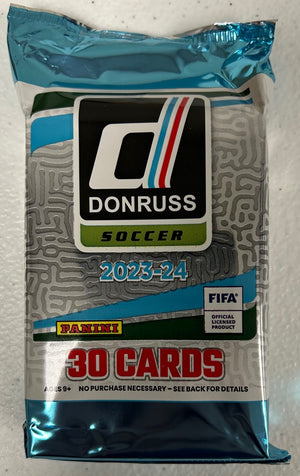 d
DONRUSS
SOCCER
2023-24
FIFA®
OFFICIAL
LICENSED
PRODUCT
PANINI
30 CARDS
AGES 9+ NO PURCHASE NECESSARY – SEE BACK FOR DETAILS